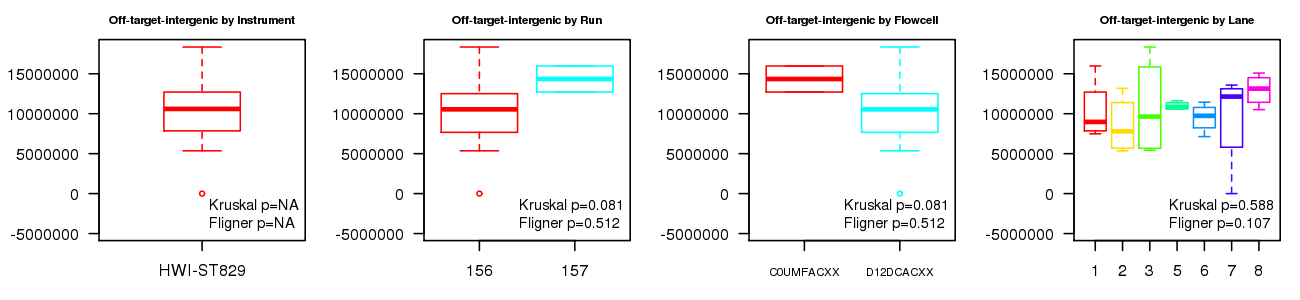 Off-target-intergenic by Instrument
15000000
10000000
5000000
0
-5000000
Kruskal p=NA
Fligner p=NA
HWI-ST829
Off-target-intergenic by Run
15000000
10000000
5000000
0
-5000000
Kruskal p=0.081
Fligner p=0.512
156 157
Off-target-intergenic by Flowcell
15000000
10000000
5000000
0
-5000000
Kruskal p=0.081
Fligner p=0.512
C0UMFACXX D12DCACXX
Off-target-intergenic by Lane
15000000
10000000
5000000
0
-5000000
Kruskal p=0.588
Fligner p=0.107
1 2 3 5 6 7 8